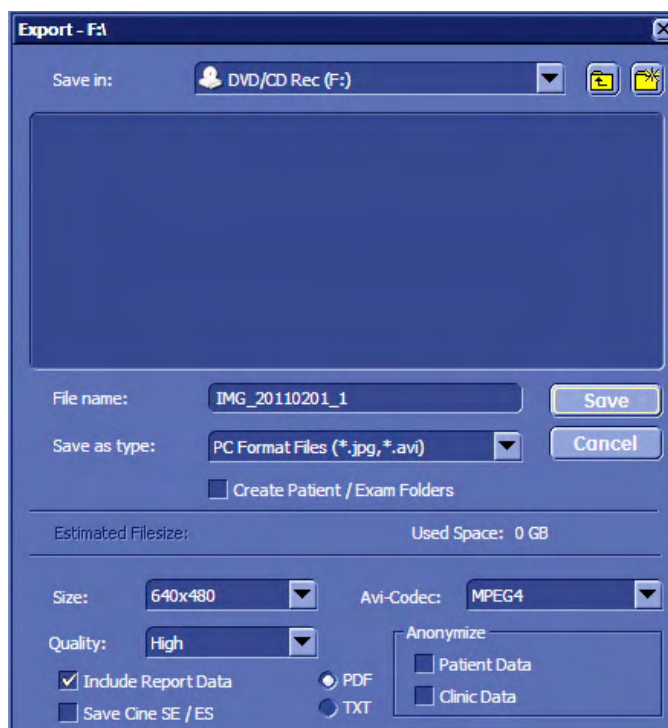 Export - F:\
Save in: DVD/CD Rec (F:)
File name: IMG_20110201_1 Save
Save as type: PC Format Files (*.jpg,*.avi) Cancel
Create Patient / Exam Folders
Estimated Filesize: Used Space: 0 GB
Size: 640x480 Avi-Codec: MPEG4
Quality: High Anonymize
Patient Data
Include Report Data PDF
Clinic Data
Save Cine SE / ES TXT